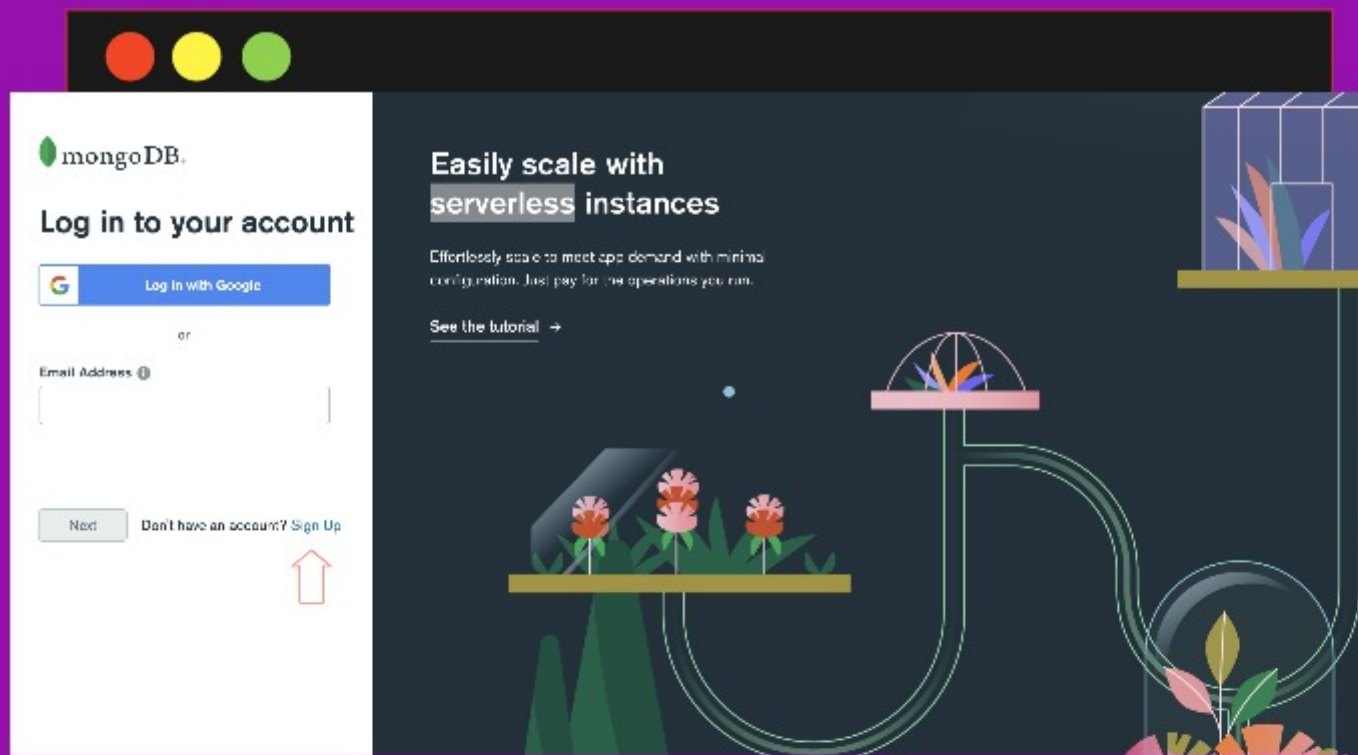 mongoDB.
Log in to your account
Log in with Google
or
Email Address
Next
Don't have an account? Sign Up
Easily scale with
serverless instances
Effortlessly scale to meet app demand with minimal
configuration. Just pay for the operations you run.
See the tutorial →